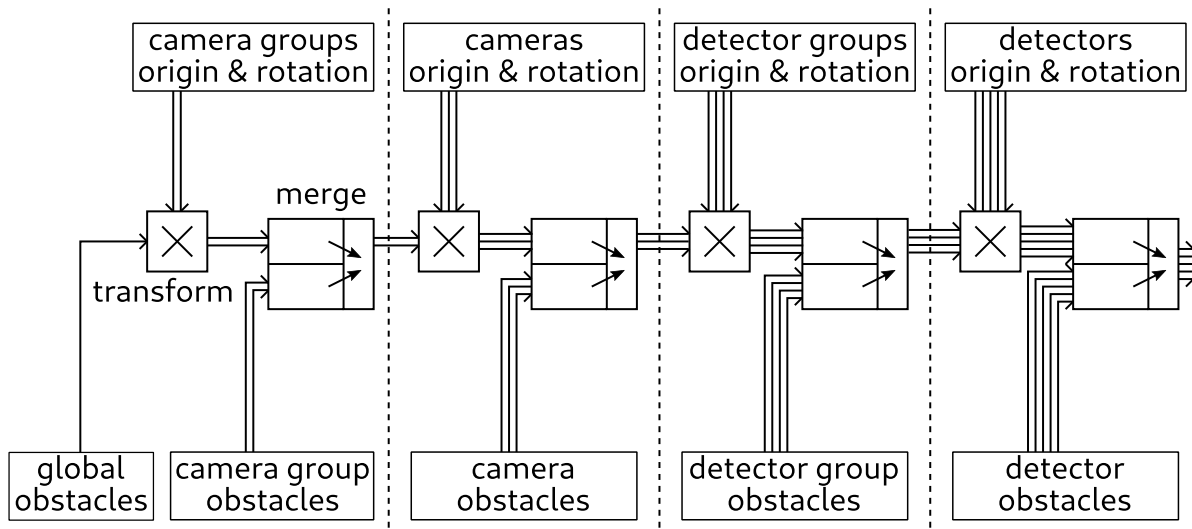 camera groups
origin & rotation
cameras
origin & rotation
detector groups
origin & rotation
detectors
origin & rotation
merge
transform
global
obstacles
camera group
obstacles
camera
obstacles
detector group
obstacles
detector
obstacles